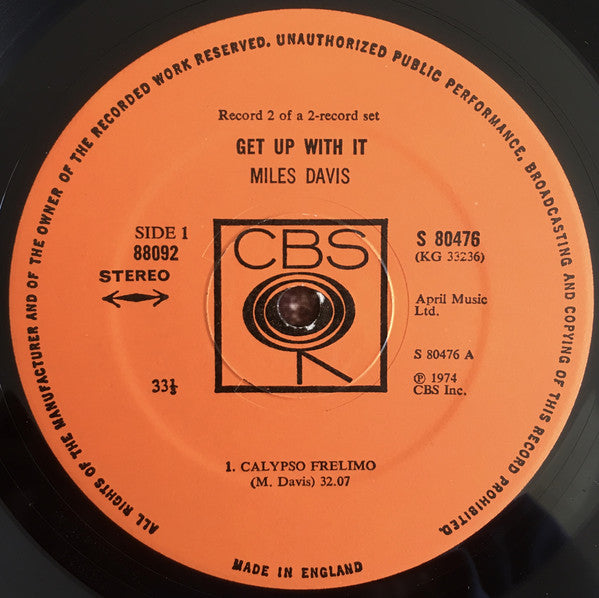 ALL RIGHTS OF THE MANUFACTURER AND OF THE OWNER OF THE RECORDED WORK RESERVED. UNAUTHORIZED PUBLIC PERFORMANCE, BROADCASTING AND COPYING OF THIS RECORD PROHIBITED.
Record 2 of a 2-record set
GET UP WITH IT
MILES DAVIS
SIDE 1
88092
STEREO
33⅓
CBS
S 80476
(KG 33236)
April Music
Ltd.
S 80476 A
℗ 1974
CBS Inc.
1. CALYPSO FRELIMO
(M. Davis) 32.07
MADE IN ENGLAND